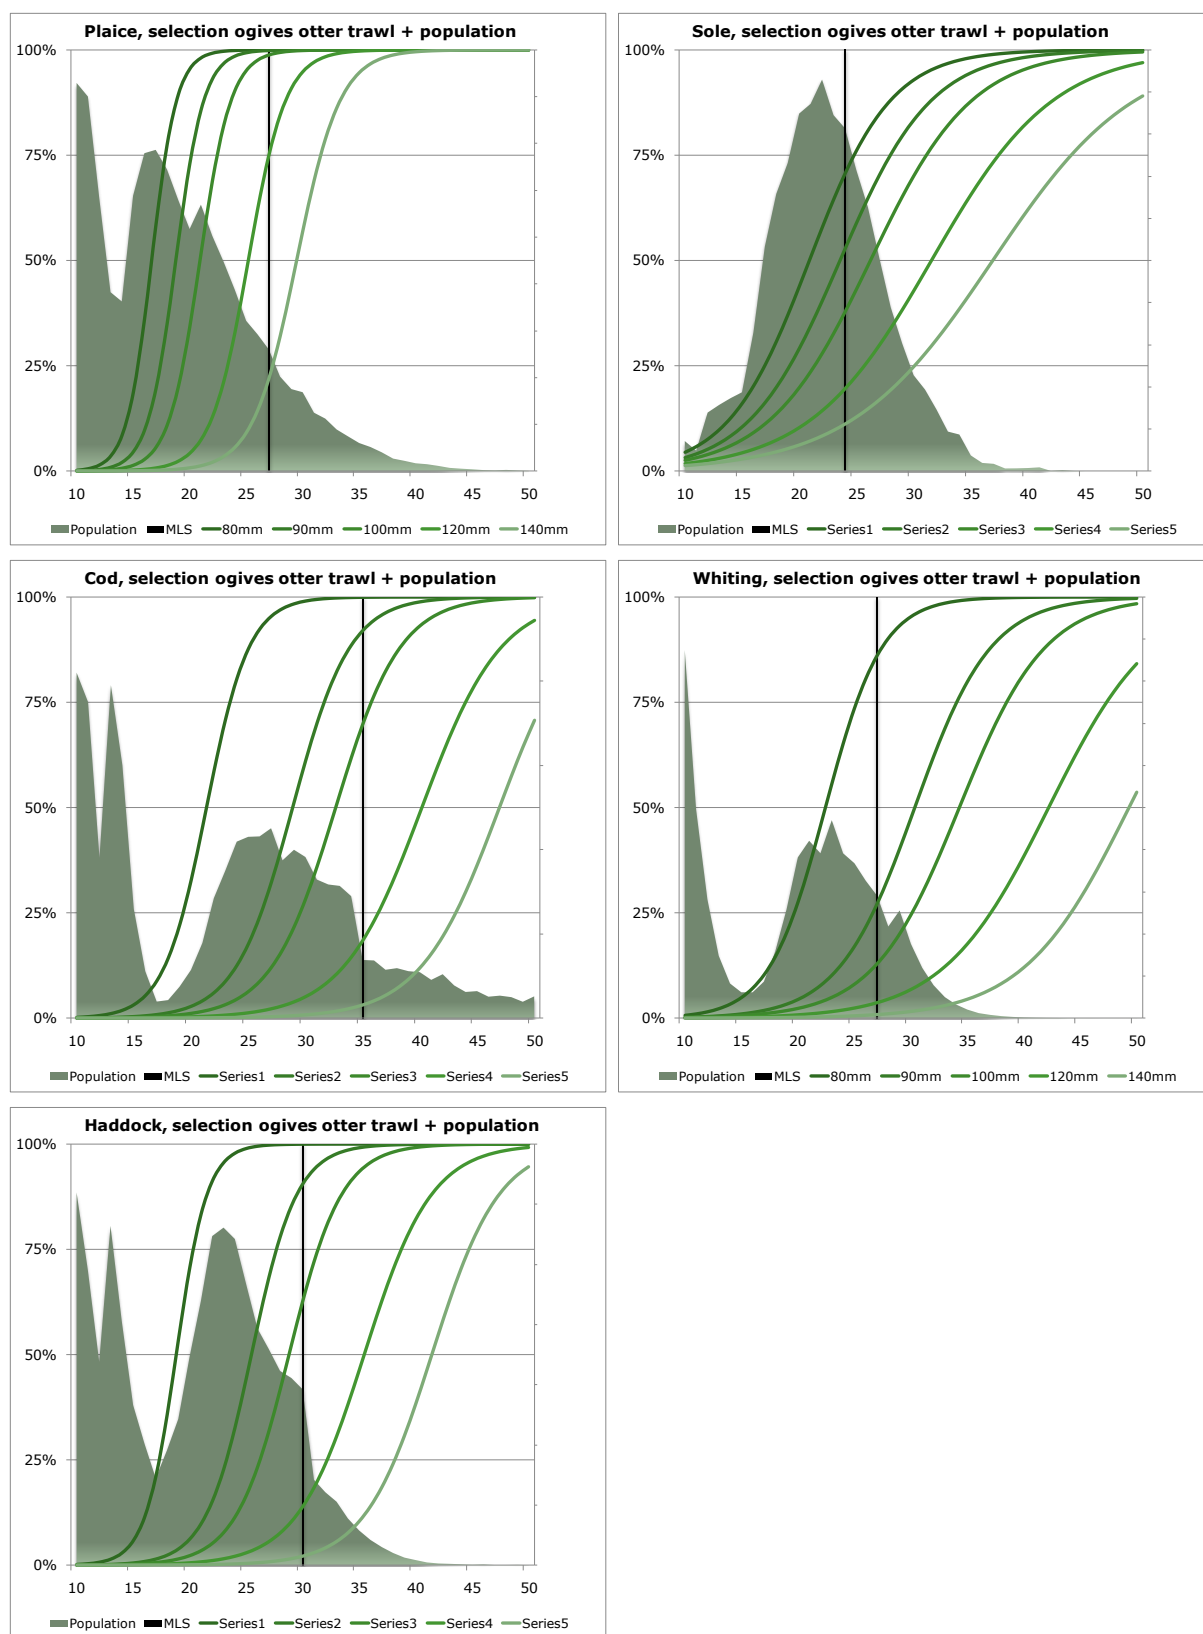 Plaice, selection ogives otter trawl + population
100%
75%
50%
25%
0%
10 15 20 25 30 35 40 45 50
Population MLS 80mm 90mm 100mm 120mm 140mm
Sole, selection ogives otter trawl + population
100%
75%
50%
25%
0%
10 15 20 25 30 35 40 45 50
Population MLS Series1 Series2 Series3 Series4 Series5
Cod, selection ogives otter trawl + population
100%
75%
50%
25%
0%
10 15 20 25 30 35 40 45 50
Population MLS Series1 Series2 Series3 Series4 Series5
Whiting, selection ogives otter trawl + population
100%
75%
50%
25%
0%
10 15 20 25 30 35 40 45 50
Population MLS 80mm 90mm 100mm 120mm 140mm
Haddock, selection ogives otter trawl + population
100%
75%
50%
25%
0%
10 15 20 25 30 35 40 45 50
Population MLS Series1 Series2 Series3 Series4 Series5